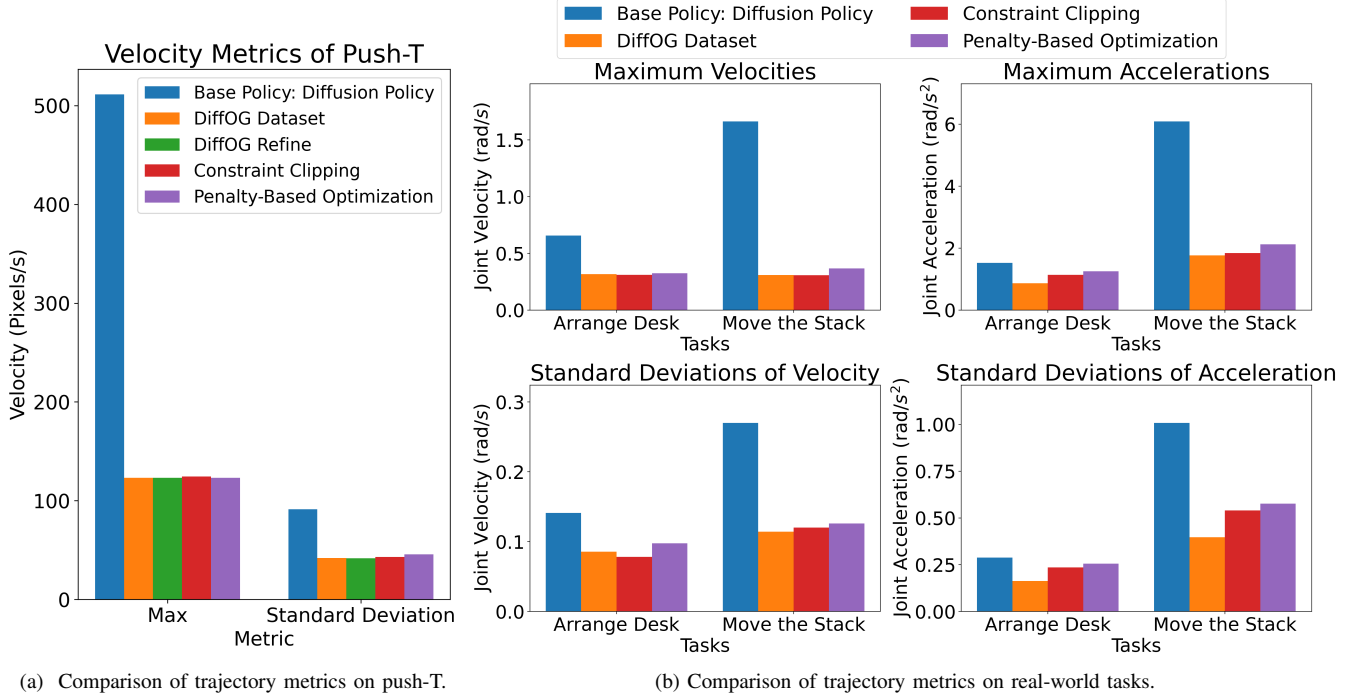 Velocity Metrics of Push-T
Base Policy: Diffusion Policy
DiffOG Dataset
DiffOG Refine
Constraint Clipping
Penalty-Based Optimization
Velocity (Pixels/s)
500
400
300
200
100
0
Max
Standard Deviation
Metric
(a) Comparison of trajectory metrics on push-T.
Base Policy: Diffusion Policy
DiffOG Dataset
Constraint Clipping
Penalty-Based Optimization
Maximum Velocities
Joint Velocity (rad/s)
1.5
1.0
0.5
0.0
Arrange Desk
Move the Stack
Tasks
Maximum Accelerations
Joint Acceleration (rad/s²)
6
4
2
0
Arrange Desk
Move the Stack
Tasks
Standard Deviations of Velocity
Joint Velocity (rad/s)
0.3
0.2
0.1
0.0
Arrange Desk
Move the Stack
Tasks
Standard Deviations of Acceleration
Joint Acceleration (rad/s²)
1.00
0.75
0.50
0.25
0.00
Arrange Desk
Move the Stack
Tasks
(b) Comparison of trajectory metrics on real-world tasks.